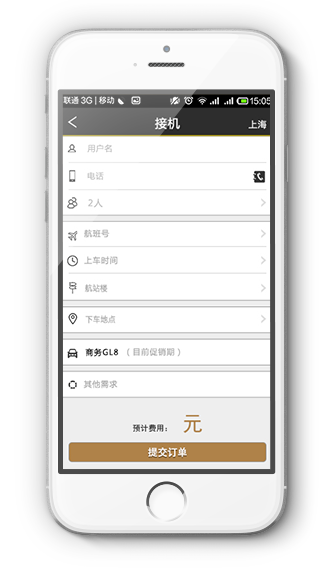 联通 3G | 移动 15:05
接机 上海
用户名
电话
2人
航班号
上车时间
航站楼
下车地点
商务GL8（目前促销期）
其他需求
预计费用： 元
提交订单